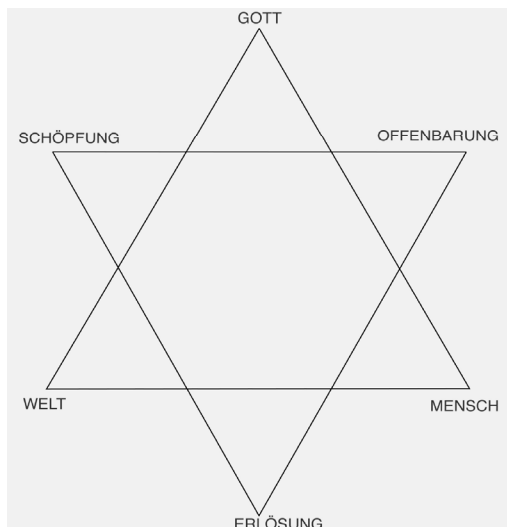 GOTT
SCHÖPFUNG
OFFENBARUNG
WELT
MENSCH
ERLÖSUNG